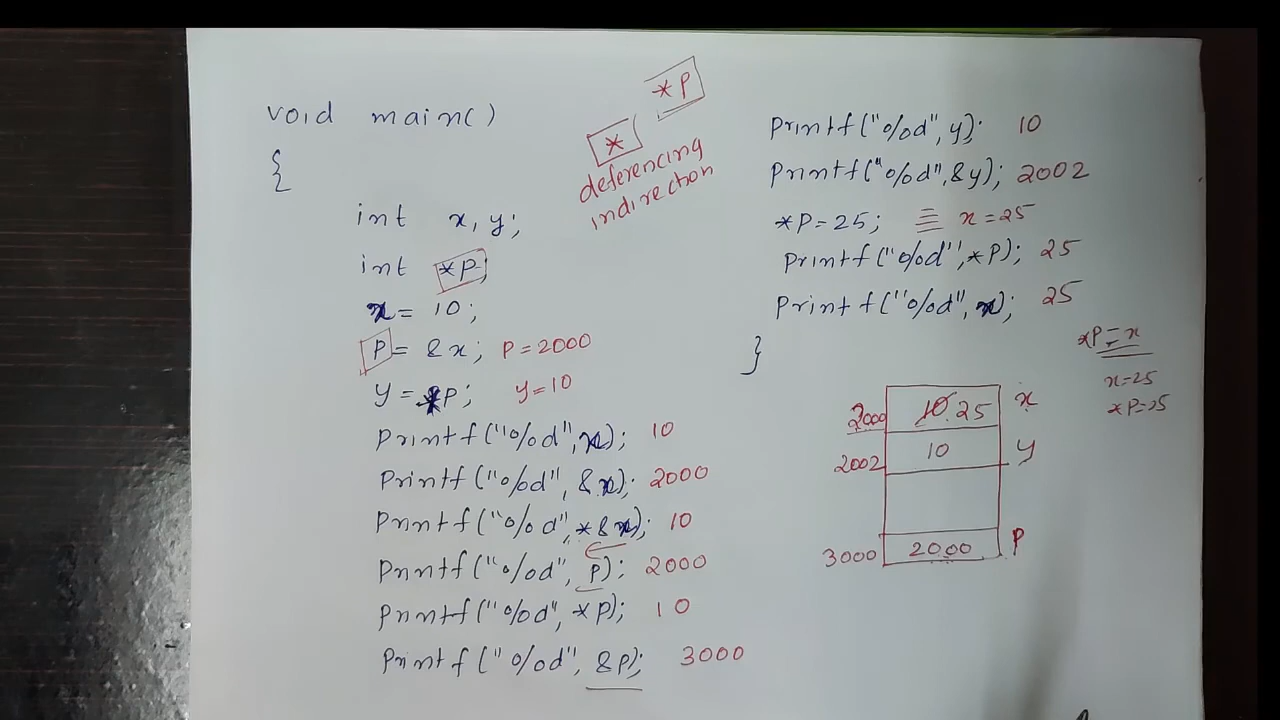 void main()
{
int x, y;
int *P;
x = 10;
P = &x; P = 2000
y = *P; y = 10
Printf("%d", x); 10
Printf("%d", &x); 2000
Printf("%d", *&x); 10
Printf("%d", P); 2000
Printf("%d", *P); 10
Printf("%d", &P); 3000
*P
*
deferencing
indirection
Printf("%d", y); 10
Printf("%d", &y); 2002
*P = 25; ≡ x = 25
Printf("%d", *P); 25
Printf("%d", x); 25
}
*P = x
x=25
*P=25
2000 10 25 x
2002 10 y
3000 2000 P